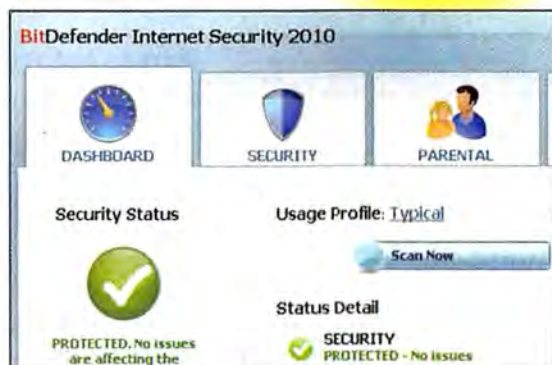 BitDefender Internet Security 2010
DASHBOARD
SECURITY
PARENTAL
Security Status
Usage Profile: Typical
Scan Now
Status Detail
PROTECTED. No issues
are affecting the
SECURITY
PROTECTED - No issues